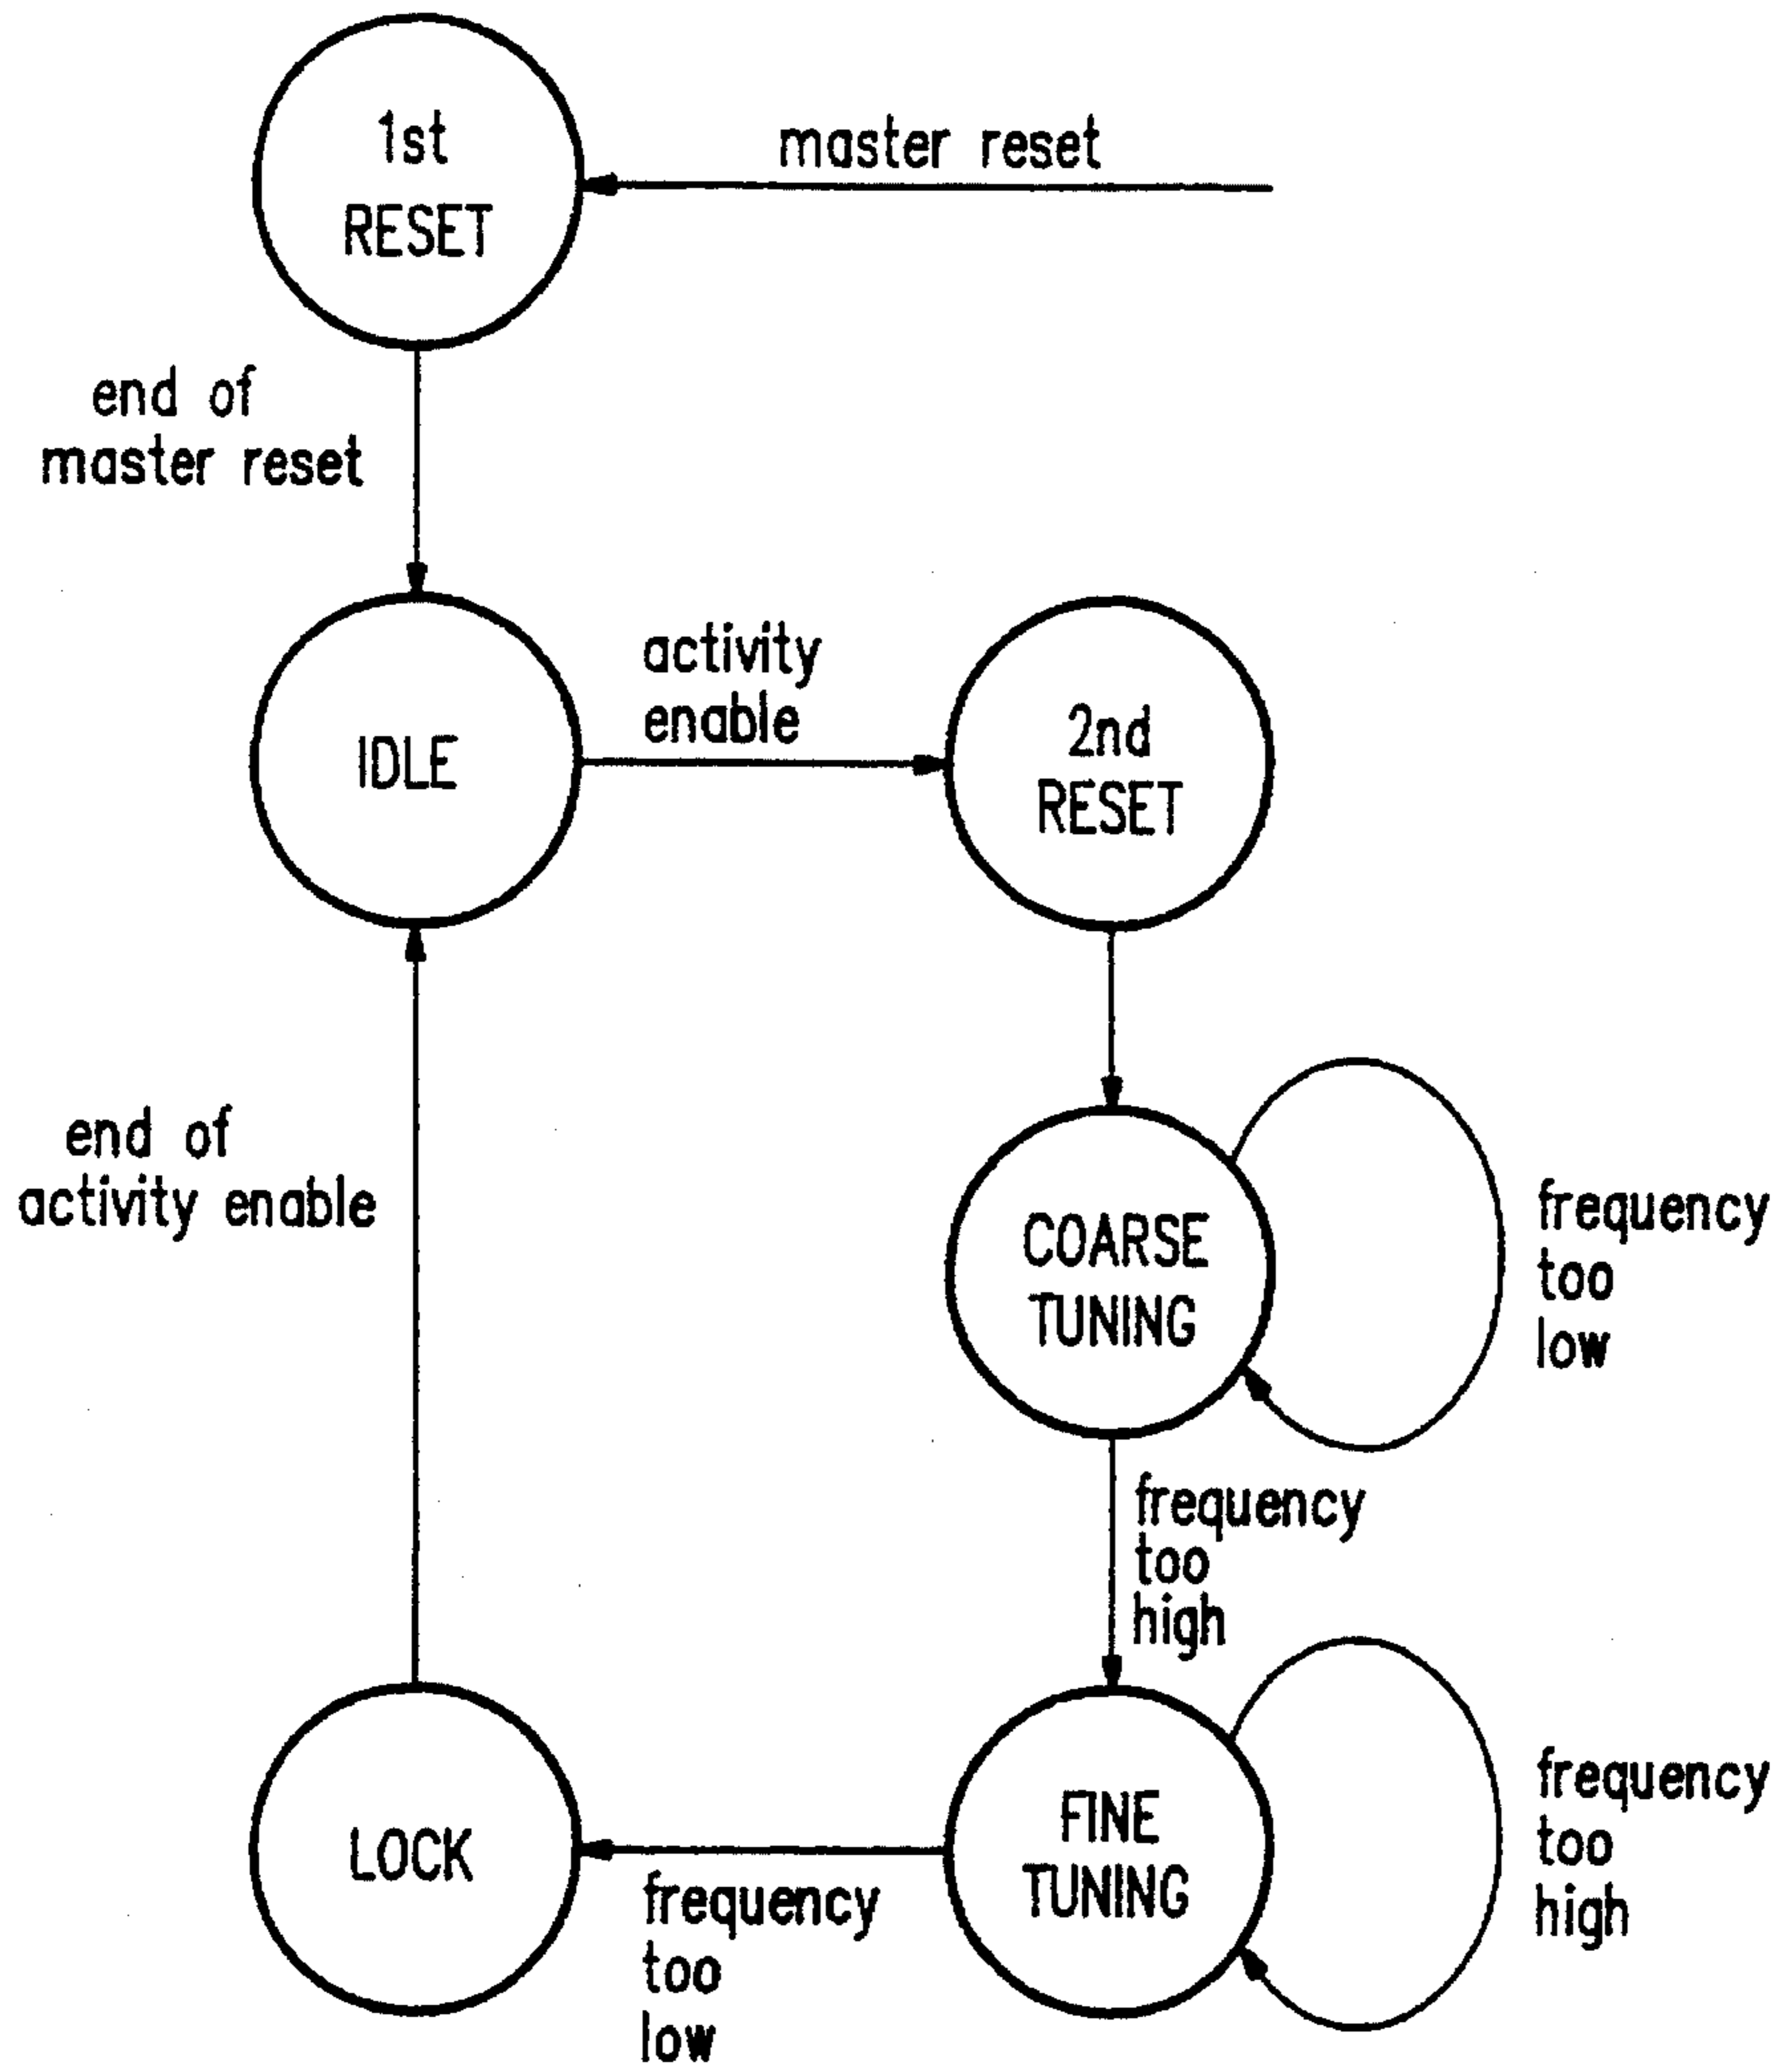 1st
RESET
master reset
end of
master reset
IDLE
activity
enable
2nd
RESET
end of
activity enable
COARSE
TUNING
frequency
too
low
frequency
too
high
LOCK
frequency
too
low
FINE
TUNING
frequency
too
high